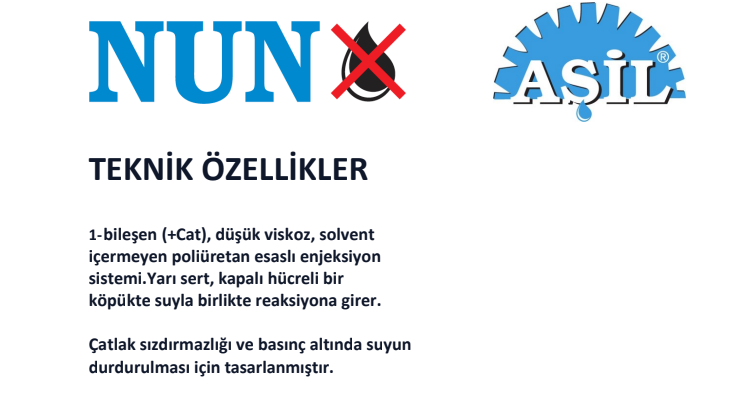 NUN
AŞİL®
TEKNİK ÖZELLİKLER
1-bileşen (+Cat), düşük viskoz, solvent
içermeyen poliüretan esaslı enjeksiyon
sistemi.Yarı sert, kapalı hücreli bir
köpükte suyla birlikte reaksiyona girer.
Çatlak sızdırmazlığı ve basınç altında suyun
durdurulması için tasarlanmıştır.